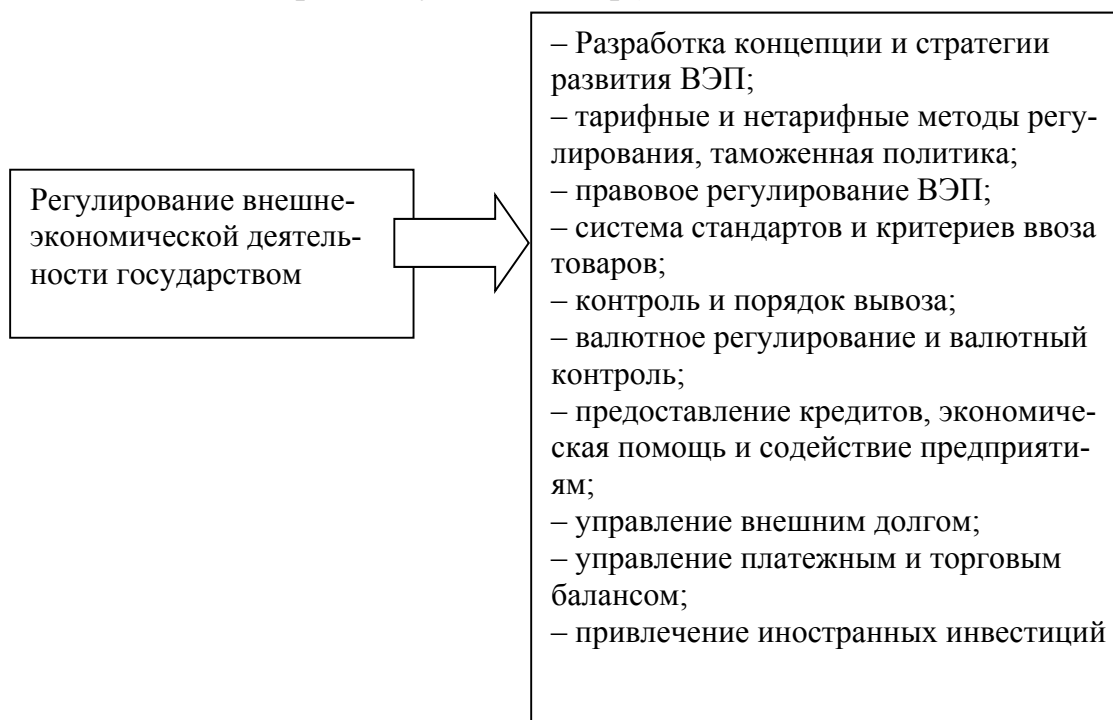 Регулирование внешне-
экономической деятель-
ности государством
– Разработка концепции и стратегии
развития ВЭП;
– тарифные и нетарифные методы регу-
лирования, таможенная политика;
– правовое регулирование ВЭП;
– система стандартов и критериев ввоза
товаров;
– контроль и порядок вывоза;
– валютное регулирование и валютный
контроль;
– предоставление кредитов, экономиче-
ская помощь и содействие предприяти-
ям;
– управление внешним долгом;
– управление платежным и торговым
балансом;
– привлечение иностранных инвестиций